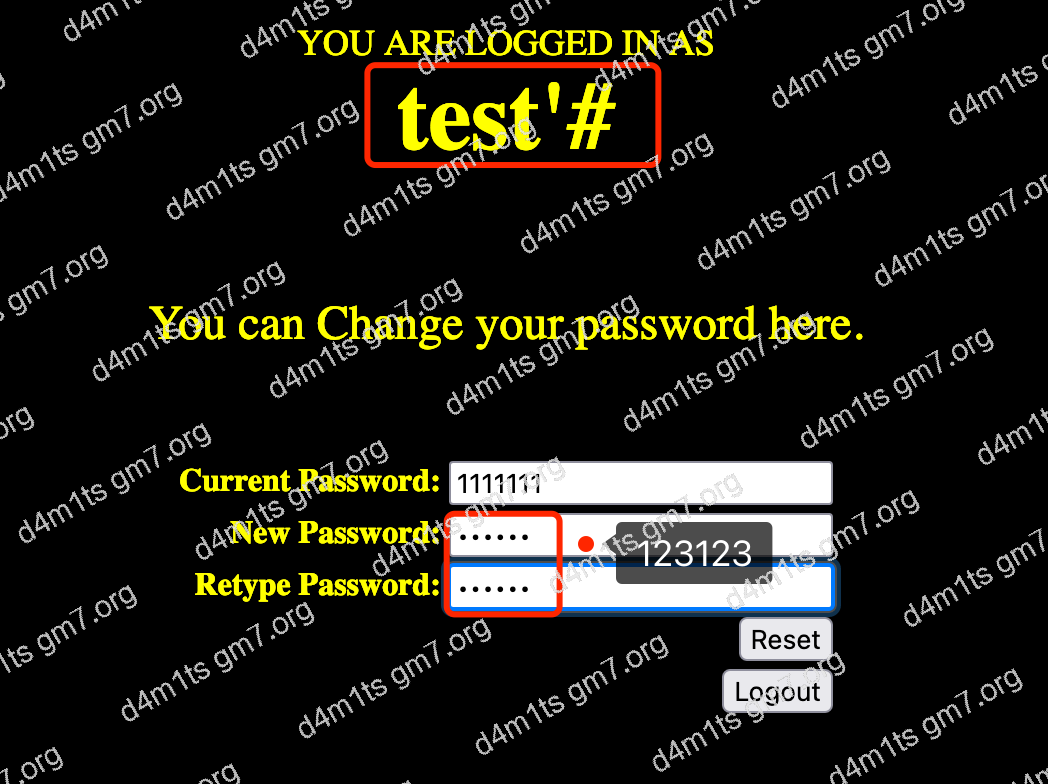 YOU ARE LOGGED IN AS
test'#
You can Change your password here.
Current Password: 1111111
New Password: ...... 123123
Retype Password: ......
Reset
Logout
d4m1ts gm7.org